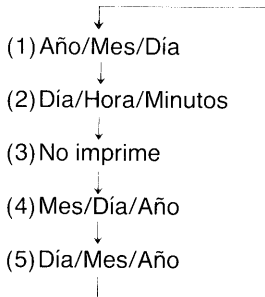 (1) Año/Mes/Día
(2) Día/Hora/Minutos
(3) No imprime
(4) Mes/Día/Año
(5) Día/Mes/Año